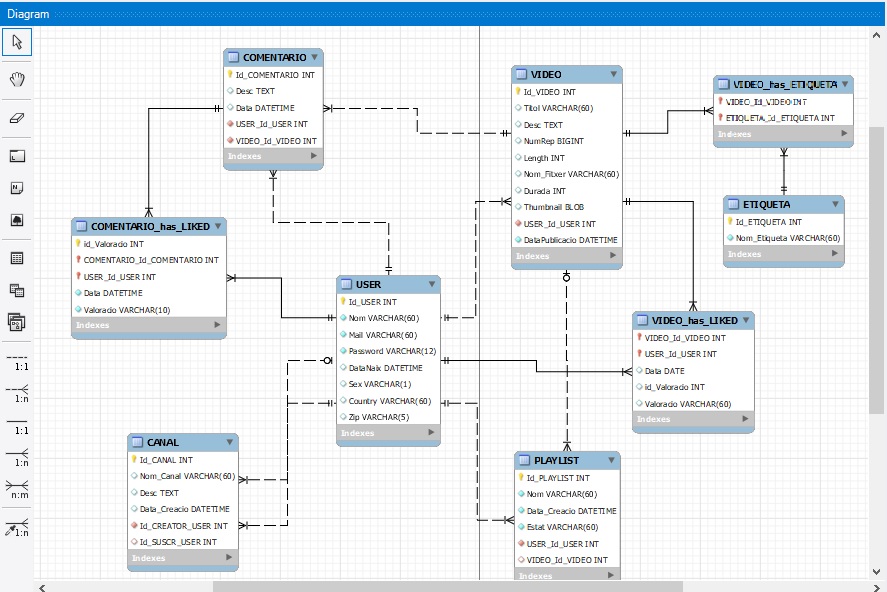 Diagram
1:1
1:n
1:1
1:n
n:m
1:n
COMENTARIO
Id_COMENTARIO INT
Desc TEXT
Data DATETIME
USER_Id_USER INT
VIDEO_Id_VIDEO INT
Indexes
VIDEO
Id_VIDEO INT
Titol VARCHAR(60)
Desc TEXT
NumRep BIGINT
Length INT
Nom_Fitxer VARCHAR(60)
Durada INT
Thumbnail BLOB
USER_Id_USER INT
DataPublicacio DATETIME
Indexes
VIDEO_has_ETIQUETA
VIDEO_Id_VIDEO INT
ETIQUETA_Id_ETIQUETA INT
Indexes
ETIQUETA
Id_ETIQUETA INT
Nom_Etiqueta VARCHAR(60)
Indexes
COMENTARIO_has_LIKED
id_Valoracio INT
COMENTARIO_Id_COMENTARIO INT
USER_Id_USER INT
Data DATETIME
Valoracio VARCHAR(10)
Indexes
USER
Id_USER INT
Nom VARCHAR(60)
Mail VARCHAR(60)
Password VARCHAR(12)
DataNaix DATETIME
Sex VARCHAR(1)
Country VARCHAR(60)
Zip VARCHAR(5)
Indexes
VIDEO_has_LIKED
VIDEO_Id_VIDEO INT
USER_Id_USER INT
Data DATE
id_Valoracio INT
Valoracio VARCHAR(60)
Indexes
CANAL
Id_CANAL INT
Nom_Canal VARCHAR(60)
Desc TEXT
Data_Creacio DATETIME
Id_CREATOR_USER INT
Id_SUSCR_USER INT
Indexes
PLAYLIST
Id_PLAYLIST INT
Nom VARCHAR(60)
Data_Creacio DATETIME
Estat VARCHAR(60)
USER_Id_USER INT
VIDEO_Id_VIDEO INT
Indexes